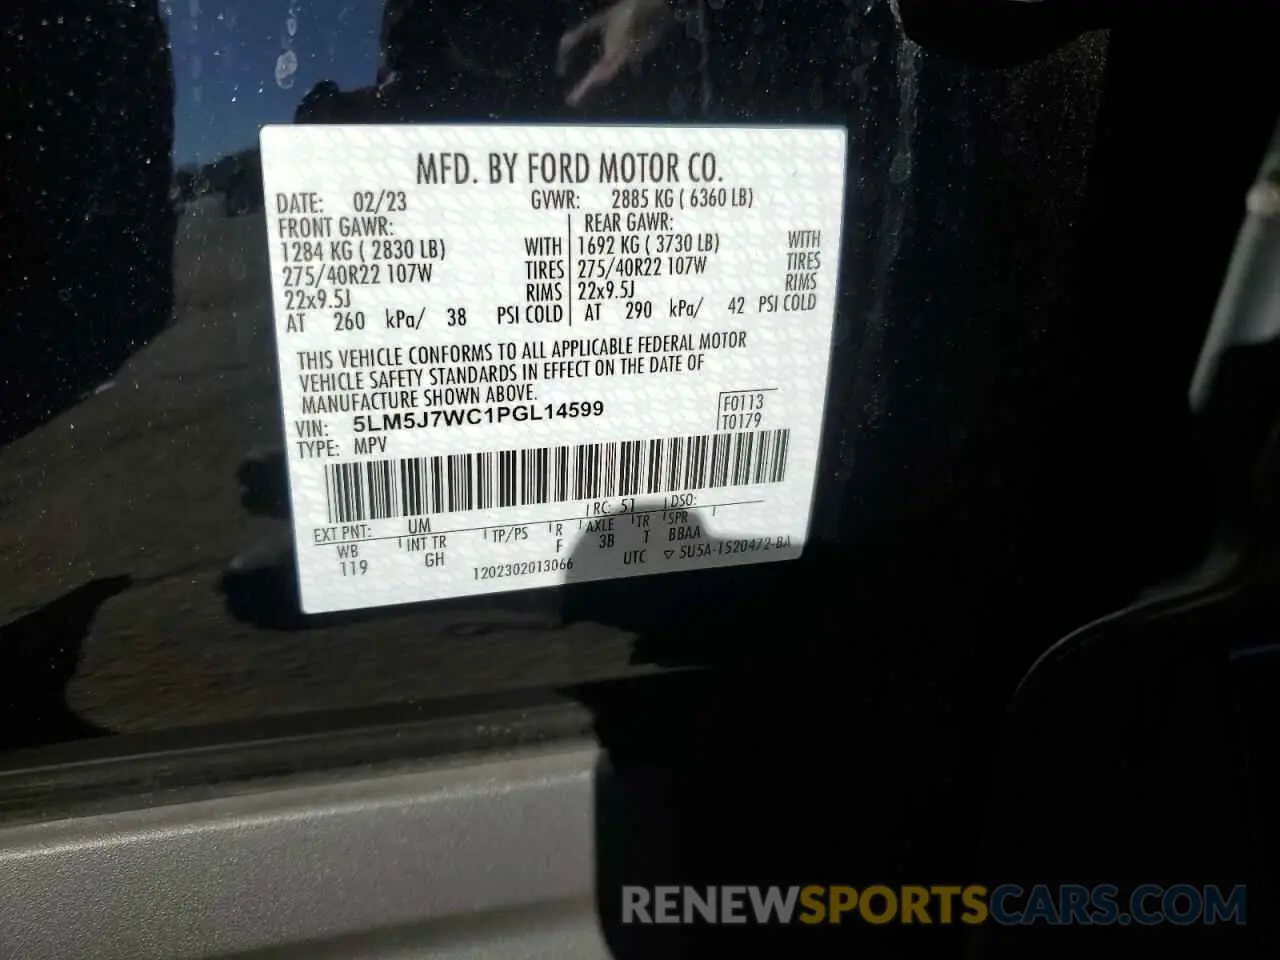 MFD. BY FORD MOTOR CO.
DATE: 02/23 GVWR: 2885 KG ( 6360 LB)
FRONT GAWR: REAR GAWR:
1284 KG ( 2830 LB) WITH 1692 KG ( 3730 LB) WITH
275/40R22 107W TIRES 275/40R22 107W TIRES
22x9.5J RIMS 22x9.5J RIMS
AT 260 kPa/ 38 PSI COLD AT 290 kPa/ 42 PSI COLD
THIS VEHICLE CONFORMS TO ALL APPLICABLE FEDERAL MOTOR
VEHICLE SAFETY STANDARDS IN EFFECT ON THE DATE OF
MANUFACTURE SHOWN ABOVE.
VIN: 5LM5J7WC1PGL14599 F0113
TYPE: MPV T0179
EXT PNT: UM RC: 51 DSO:
WB INT TR TP/PS R AXLE TR SPR
119 GH F 3B T BBAA
1202302013066 UTC ▽ 5U5A-1520472-BA
RENEWSPORTSCARS.COM